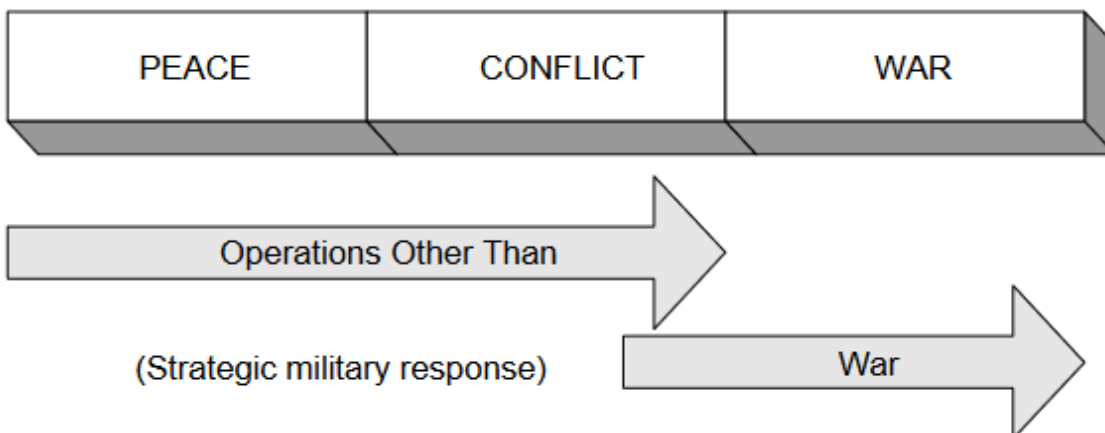 PEACE CONFLICT WAR
Operations Other Than
(Strategic military response) War